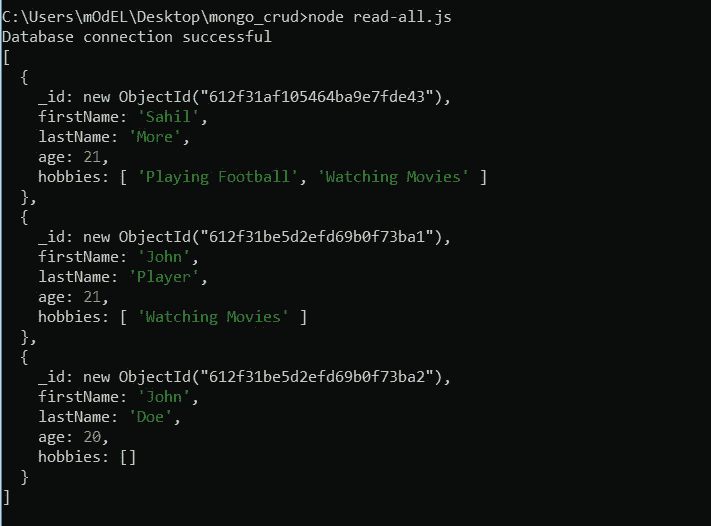 C:\Users\mOdEL\Desktop\mongo_crud>node read-all.js
Database connection successful
[
  {
    _id: new ObjectId("612f31af105464ba9e7fde43"),
    firstName: 'Sahil',
    lastName: 'More',
    age: 21,
    hobbies: [ 'Playing Football', 'Watching Movies' ]
  },
  {
    _id: new ObjectId("612f31be5d2efd69b0f73ba1"),
    firstName: 'John',
    lastName: 'Player',
    age: 21,
    hobbies: [ 'Watching Movies' ]
  },
  {
    _id: new ObjectId("612f31be5d2efd69b0f73ba2"),
    firstName: 'John',
    lastName: 'Doe',
    age: 20,
    hobbies: []
  }
]